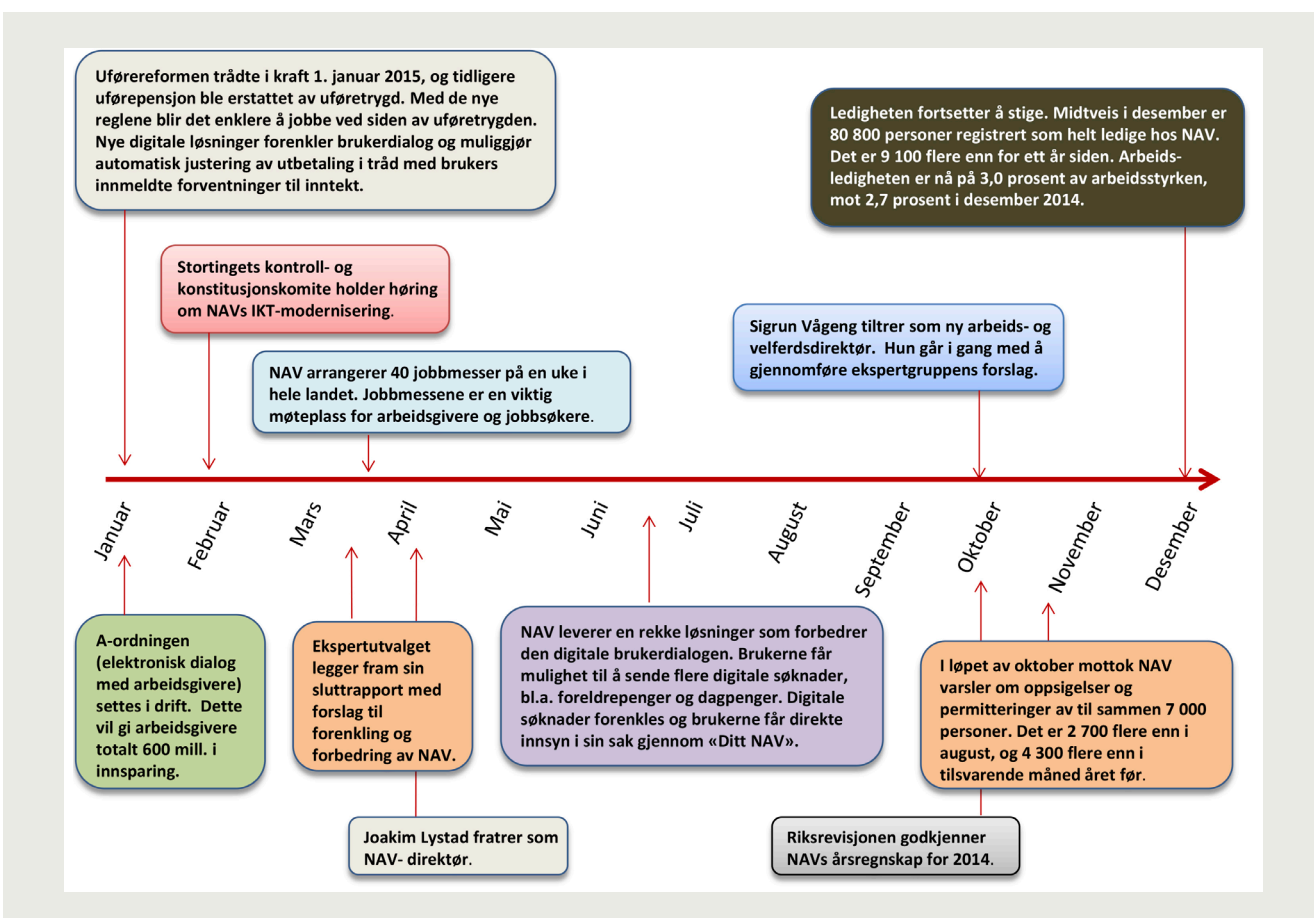 Uførereformen trådte i kraft 1. januar 2015, og tidligere
uførepensjon ble erstattet av uføretrygd. Med de nye
reglene blir det enklere å jobbe ved siden av uføretrygden.
Nye digitale løsninger forenkler brukerdialog og muliggjør
automatisk justering av utbetaling i tråd med brukers
innmeldte forventninger til inntekt.
Ledigheten fortsetter å stige. Midtveis i desember er
80 800 personer registrert som helt ledige hos NAV.
Det er 9 100 flere enn for ett år siden. Arbeids-
ledigheten er nå på 3,0 prosent av arbeidsstyrken,
mot 2,7 prosent i desember 2014.
Stortingets kontroll- og
konstitusjonskomite holder høring
om NAVs IKT-modernisering.
Sigrun Vågeng tiltrer som ny arbeids- og
velferdsdirektør.  Hun går i gang med å
gjennomføre ekspertgruppens forslag.
NAV arrangerer 40 jobbmesser på en uke i
hele landet. Jobbmessene er en viktig
møteplass for arbeidsgivere og jobbsøkere.
Januar
Februar
Mars
April
Mai
Juni
Juli
August
September
Oktober
November
Desember
A-ordningen
(elektronisk dialog
med arbeidsgivere)
settes i drift.  Dette
vil gi arbeidsgivere
totalt 600 mill. i
innsparing.
Ekspertutvalget
legger fram sin
sluttrapport med
forslag til
forenkling og
forbedring av NAV.
NAV leverer en rekke løsninger som forbedrer
den digitale brukerdialogen. Brukerne får
mulighet til å sende flere digitale søknader,
bl.a. foreldrepenger og dagpenger. Digitale
søknader forenkles og brukerne får direkte
innsyn i sin sak gjennom «Ditt NAV».
I løpet av oktober mottok NAV
varsler om oppsigelser og
permitteringer av til sammen 7 000
personer. Det er 2 700 flere enn i
august, og 4 300 flere enn i
tilsvarende måned året før.
Joakim Lystad fratrer som
NAV- direktør.
Riksrevisjonen godkjenner
NAVs årsregnskap for 2014.